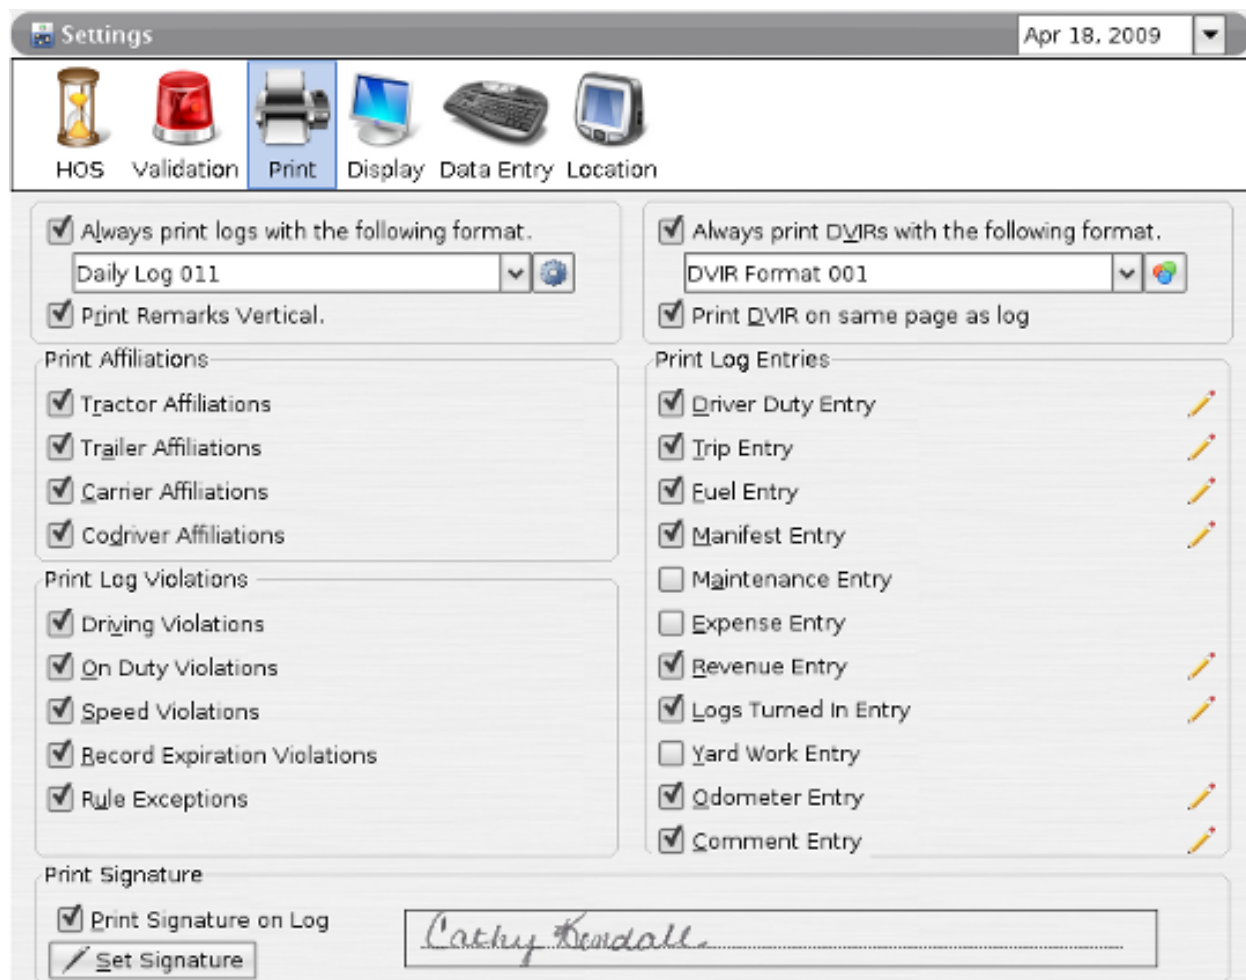 Settings
Apr 18, 2009
HOS Validation Print Display Data Entry Location
Always print logs with the following format.
Daily Log 011
Print Remarks Vertical.
Always print DVIRs with the following format.
DVIR Format 001
Print DVIR on same page as log
Print Affiliations
Tractor Affiliations
Trailer Affiliations
Carrier Affiliations
Codriver Affiliations
Print Log Violations
Driving Violations
On Duty Violations
Speed Violations
Record Expiration Violations
Rule Exceptions
Print Log Entries
Driver Duty Entry
Trip Entry
Fuel Entry
Manifest Entry
Maintenance Entry
Expense Entry
Revenue Entry
Logs Turned In Entry
Yard Work Entry
Odometer Entry
Comment Entry
Print Signature
Print Signature on Log
Set Signature
Cathy Kendall